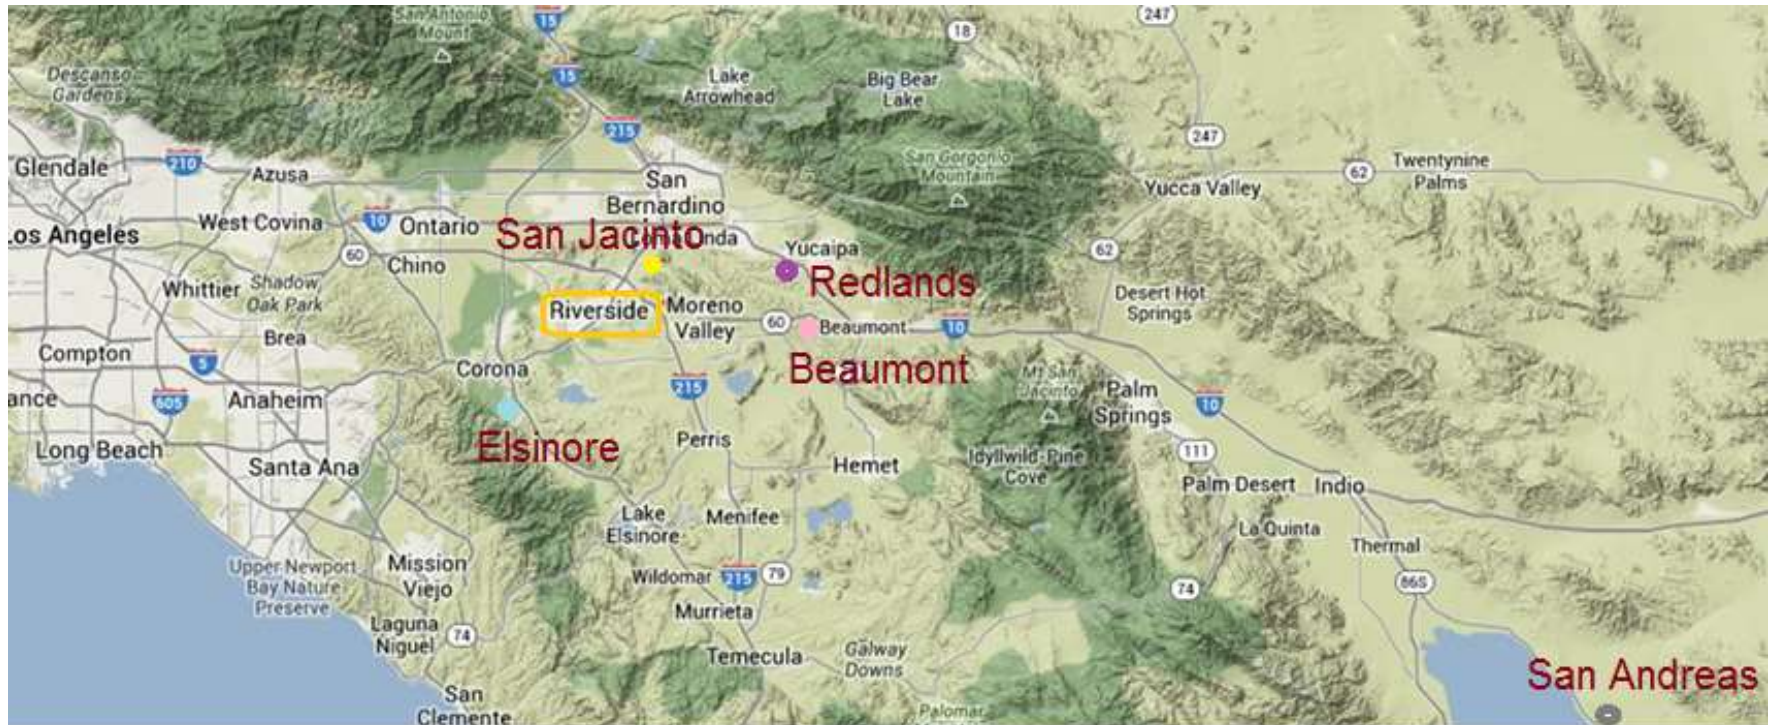 San Antonio
Mount
15
247
18
Descanso
Gardens
15
Lake
Arrowhead
Big Bear
Lake
215
247
Glendale
210
Azusa
San
Bernardino
San Gorgonio
Mountain
Yucca Valley
62
Twentynine
Palms
West Covina
10
Ontario
Los Angeles
San Jacinto
60
Chino
Yucaipa
62
Whittier
Shadow
Oak Park
Redlands
Riverside
Moreno
Valley
60
Beaumont
10
Desert Hot
Springs
Brea
Compton
5
Corona
Beaumont
Mt San
Jacinto
215
Palm
Springs
10
ance
605
Anaheim
Long Beach
Elsinore
Perris
Santa Ana
Hemet
Idyllwild-Pine
Cove
111
Palm Desert
Indio
Lake
Elsinore
Menifee
La Quinta
Thermal
Upper Newport
Bay Nature
Preserve
Mission
Viejo
Wildomar
215
79
74
86S
Murrieta
Laguna
Niguel
74
Temecula
Galway
Downs
San Andreas
San
Clemente
Palomar